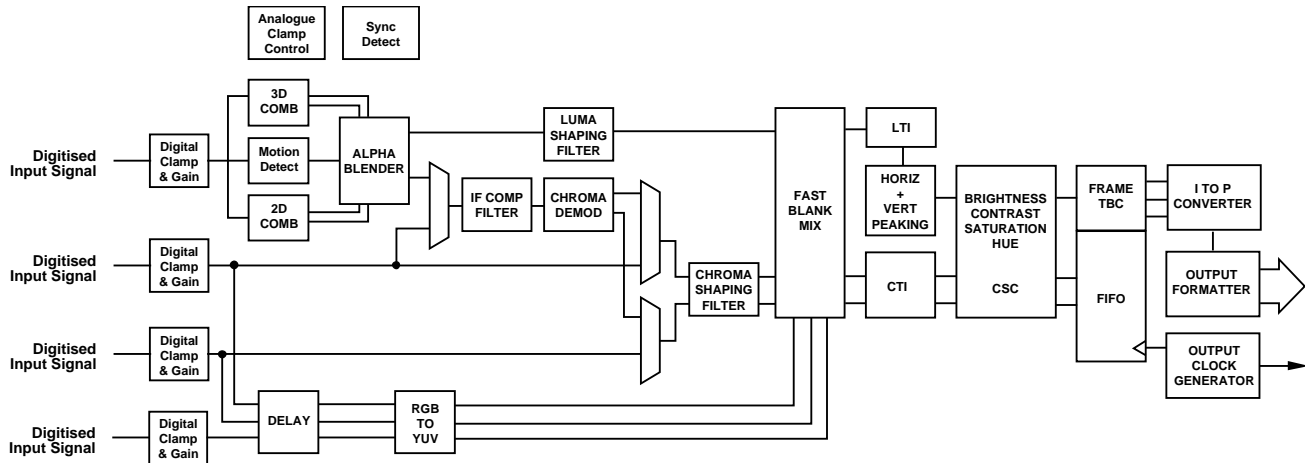 Analogue
Clamp
Control
Sync
Detect
3D
COMB
Digitised
Input Signal
Digital
Clamp
& Gain
Motion
Detect
2D
COMB
ALPHA
BLENDER
LUMA
SHAPING
FILTER
IF COMP
FILTER
CHROMA
DEMOD
FAST
BLANK
MIX
LTI
HORIZ
+
VERT
PEAKING
BRIGHTNESS
CONTRAST
SATURATION
HUE
CSC
FRAME
TBC
I TO P
CONVERTER
Digitised
Input Signal
Digital
Clamp
& Gain
CHROMA
SHAPING
FILTER
CTI
FIFO
OUTPUT
FORMATTER
Digitised
Input Signal
Digital
Clamp
& Gain
OUTPUT
CLOCK
GENERATOR
Digitised
Input Signal
Digital
Clamp
& Gain
DELAY
RGB
TO
YUV